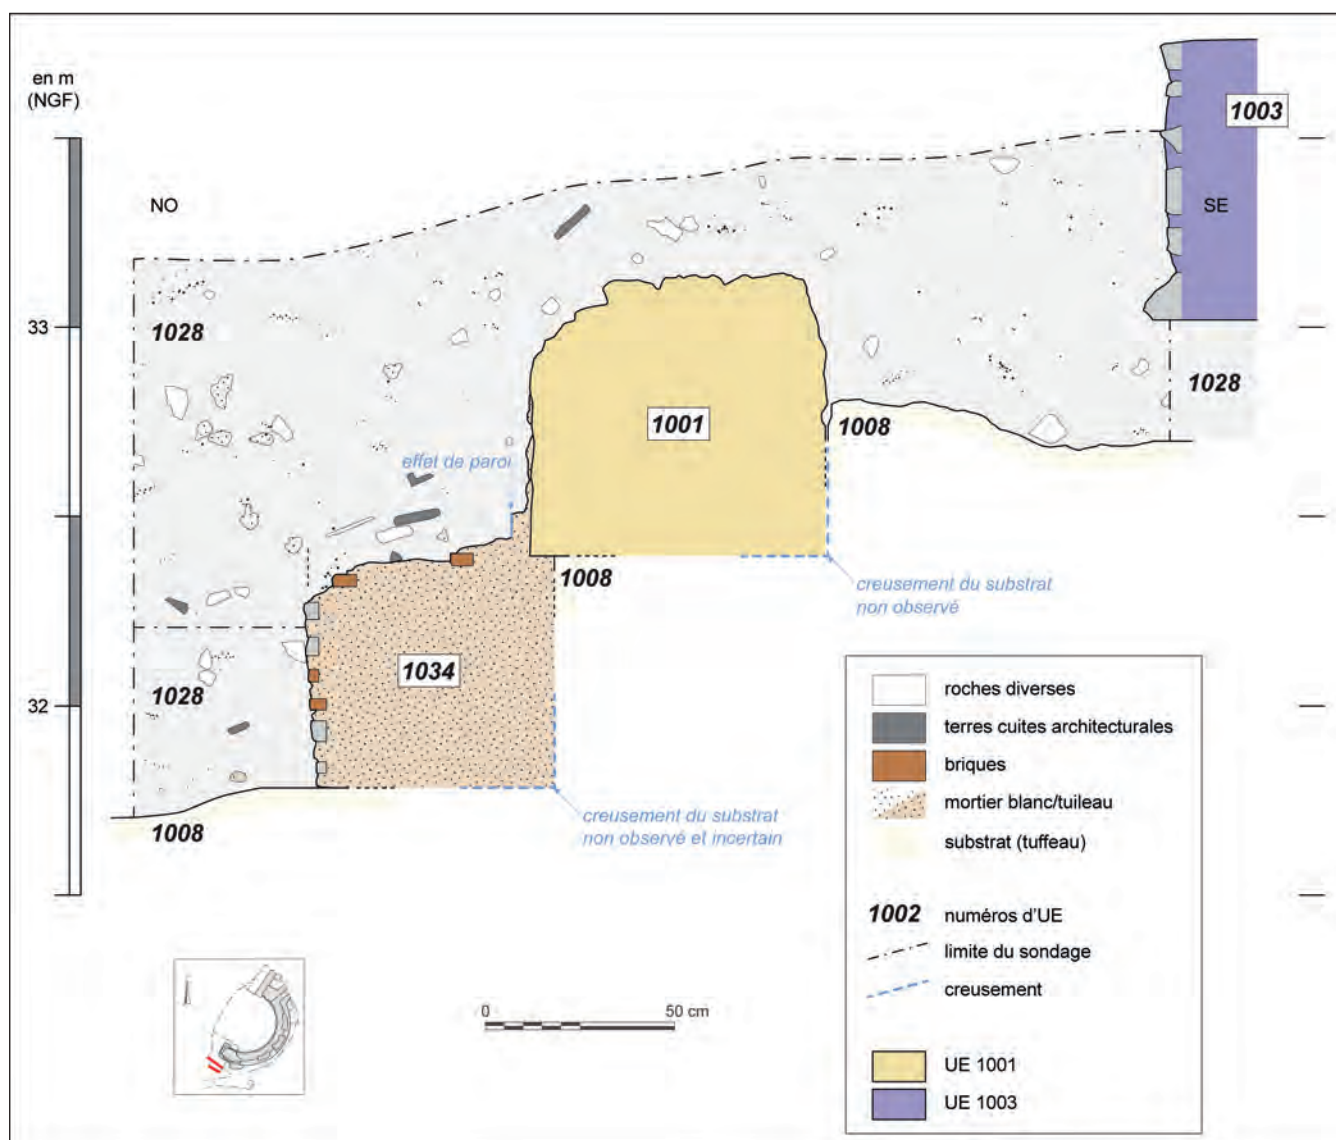 en m
(NGF)
1003
NO
SE
33
1028
1028
1001
1008
effet de paroi
1008
creusement du substrat
non observé
1034
32
1028
1008
creusement du substrat
non observé et incertain
roches diverses
terres cuites architecturales
briques
mortier blanc/tuileau
substrat (tuffeau)
1002 numéros d'UE
limite du sondage
creusement
0 50 cm
UE 1001
UE 1003